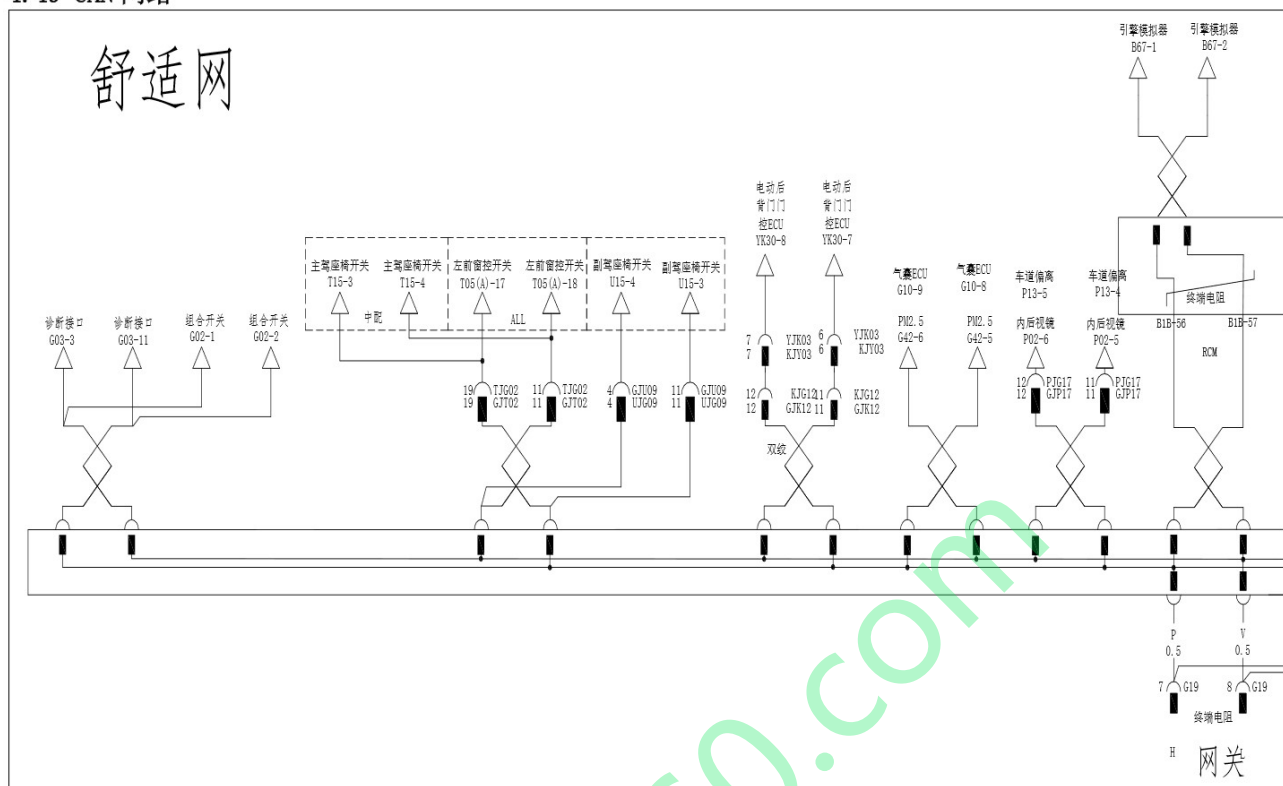 舒适网
引擎模拟器 引擎模拟器
B67-1 B67-2
电动后 电动后
背门门 背门门
控ECU 控ECU
YK30-8 YK30-7
主驾座椅开关 主驾座椅开关 左前窗控开关 左前窗控开关 副驾座椅开关 副驾座椅开关
T15-3 T15-4 T05(A)-17 T05(A)-18 U15-4 U15-3
中配 ALL
气囊ECU 气囊ECU 车道偏离 车道偏离
G10-9 G10-8 P13-5 P13-4
终端电阻
诊断接口 诊断接口 组合开关 组合开关
G03-3 G03-11 G02-1 G02-2
PM2.5 PM2.5 内后视镜 内后视镜
G42-6 G42-5 P02-6 P02-5
B1B-56 B1B-57
RCM
7 YJK03 6 YJK03
7 KJY03 6 KJY03
19 TJG02 11 TJG02 4 GJU09 11 GJU09
19 GJT02 11 GJT02 4 UJG09 11 UJG09
12 KJG12 11 KJG12
12 GJK12 11 GJK12
12 PJG17 11 PJG17
12 GJP17 11 GJP17
双绞
P V
0.5 0.5
7 G19 8 G19
终端电阻
H 网关